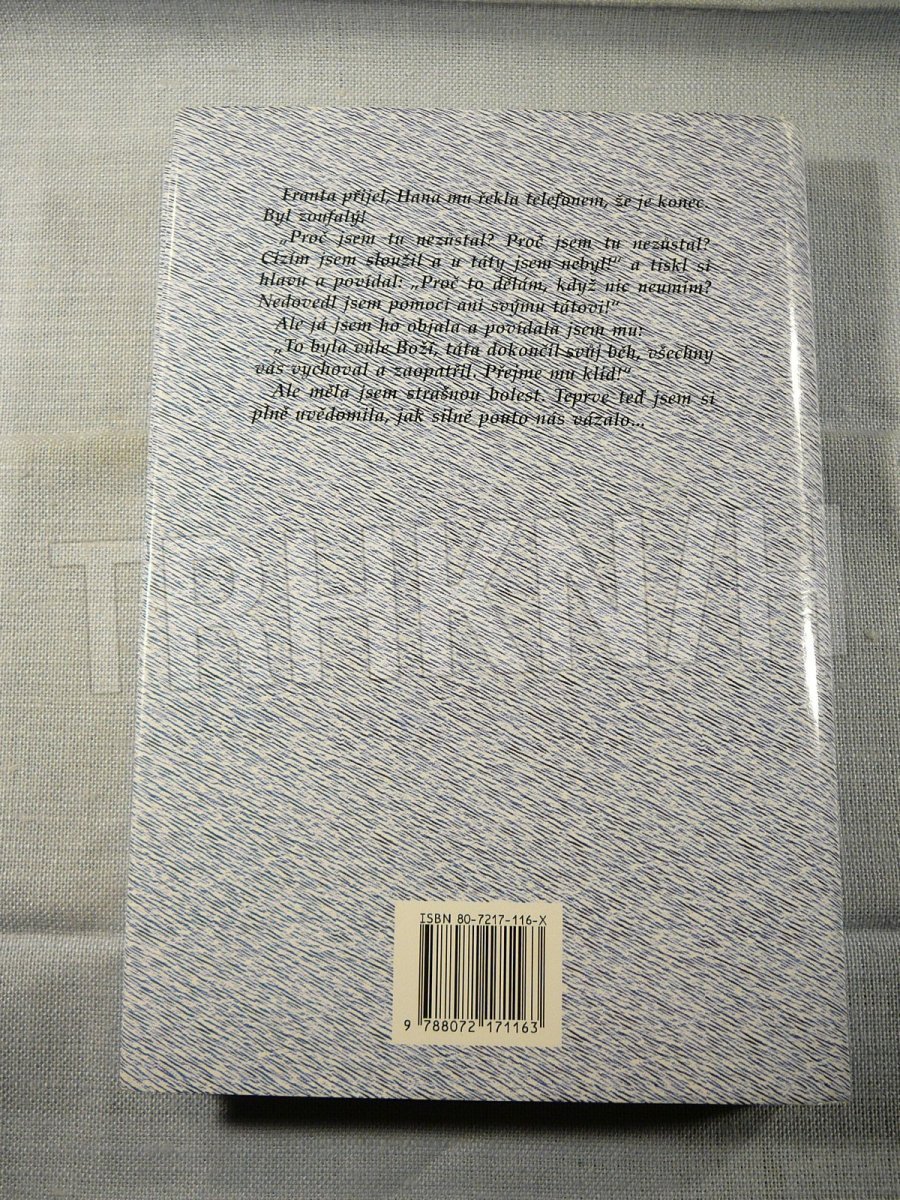 Franta přijel, Hana mu řekla telefonem, že je konec.
Byl zoufalý!
„Proč jsem tu nezůstal? Proč jsem tu nezůstal?
Cizím jsem sloužil a u táty jsem nebyl!“ a tiskl si
hlavu a povídal: „Proč to dělám, když nic neumím?
Nedovedl jsem pomoci ani svýmu tátovi!“
Ale já jsem ho objala a povídala jsem mu:
„To byla vůle Boží, táta dokončil svůj běh, všechny
vás vychoval a zaopatřil. Přejme mu klid!“
Ale měla jsem strašnou bolest. Teprve teď jsem si
plně uvědomila, jak silné pouto nás vázalo...
TRHKNIH
ISBN 80-7217-116-X
9 788072 171163